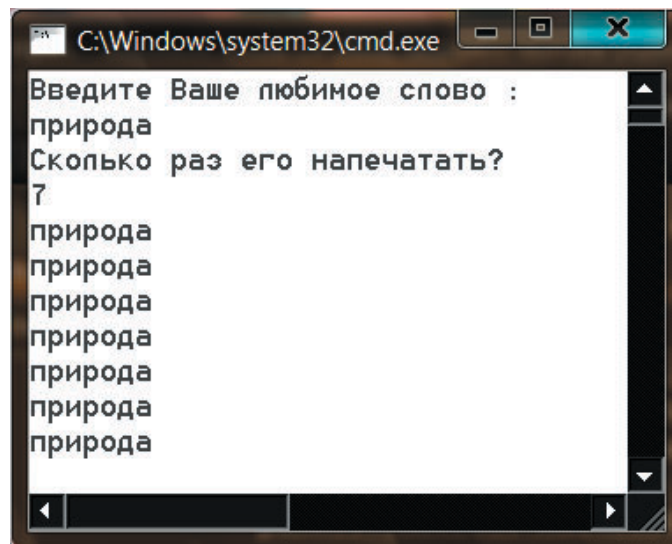 C:\Windows\system32\cmd.exe
Введите Ваше любимое слово :
природа
Сколько раз его напечатать?
7
природа
природа
природа
природа
природа
природа
природа